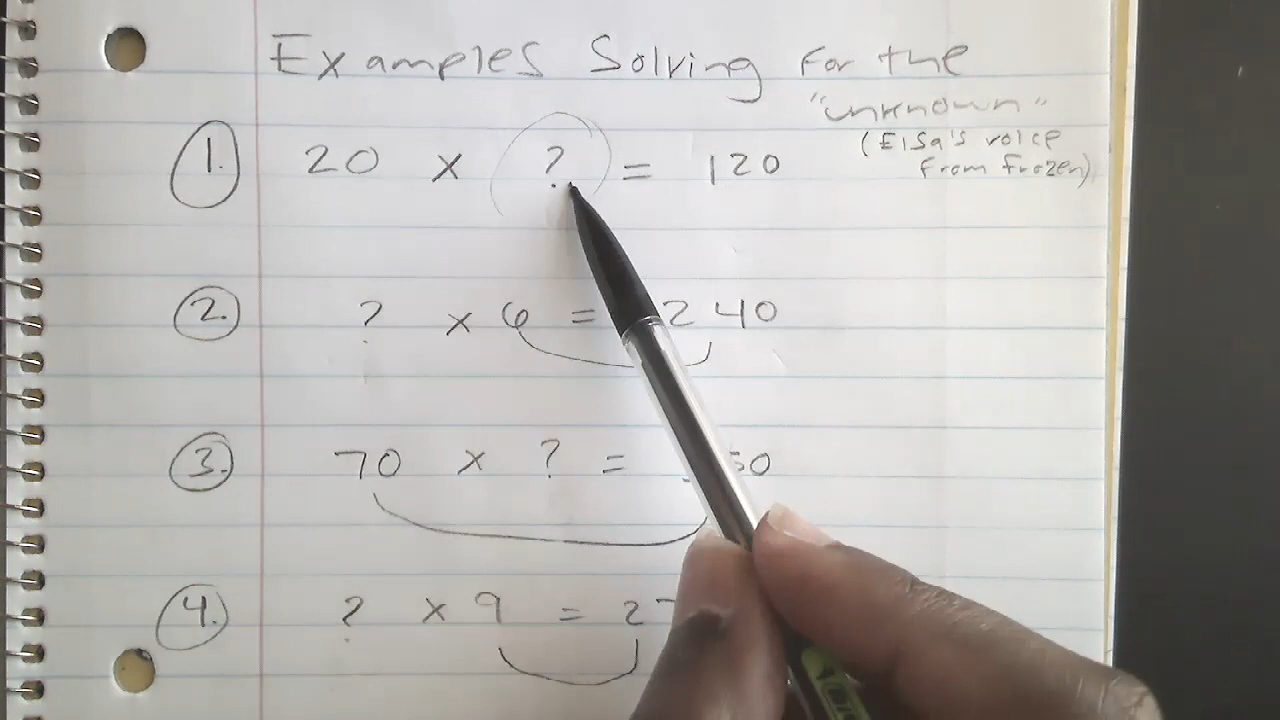 Examples Solving For the
"unknown"
(Elsa's voice
From Frozen)
1. 20 x ? = 120
2. ? x 6 = 240
3. 70 x ? =
4. ? x 9 =